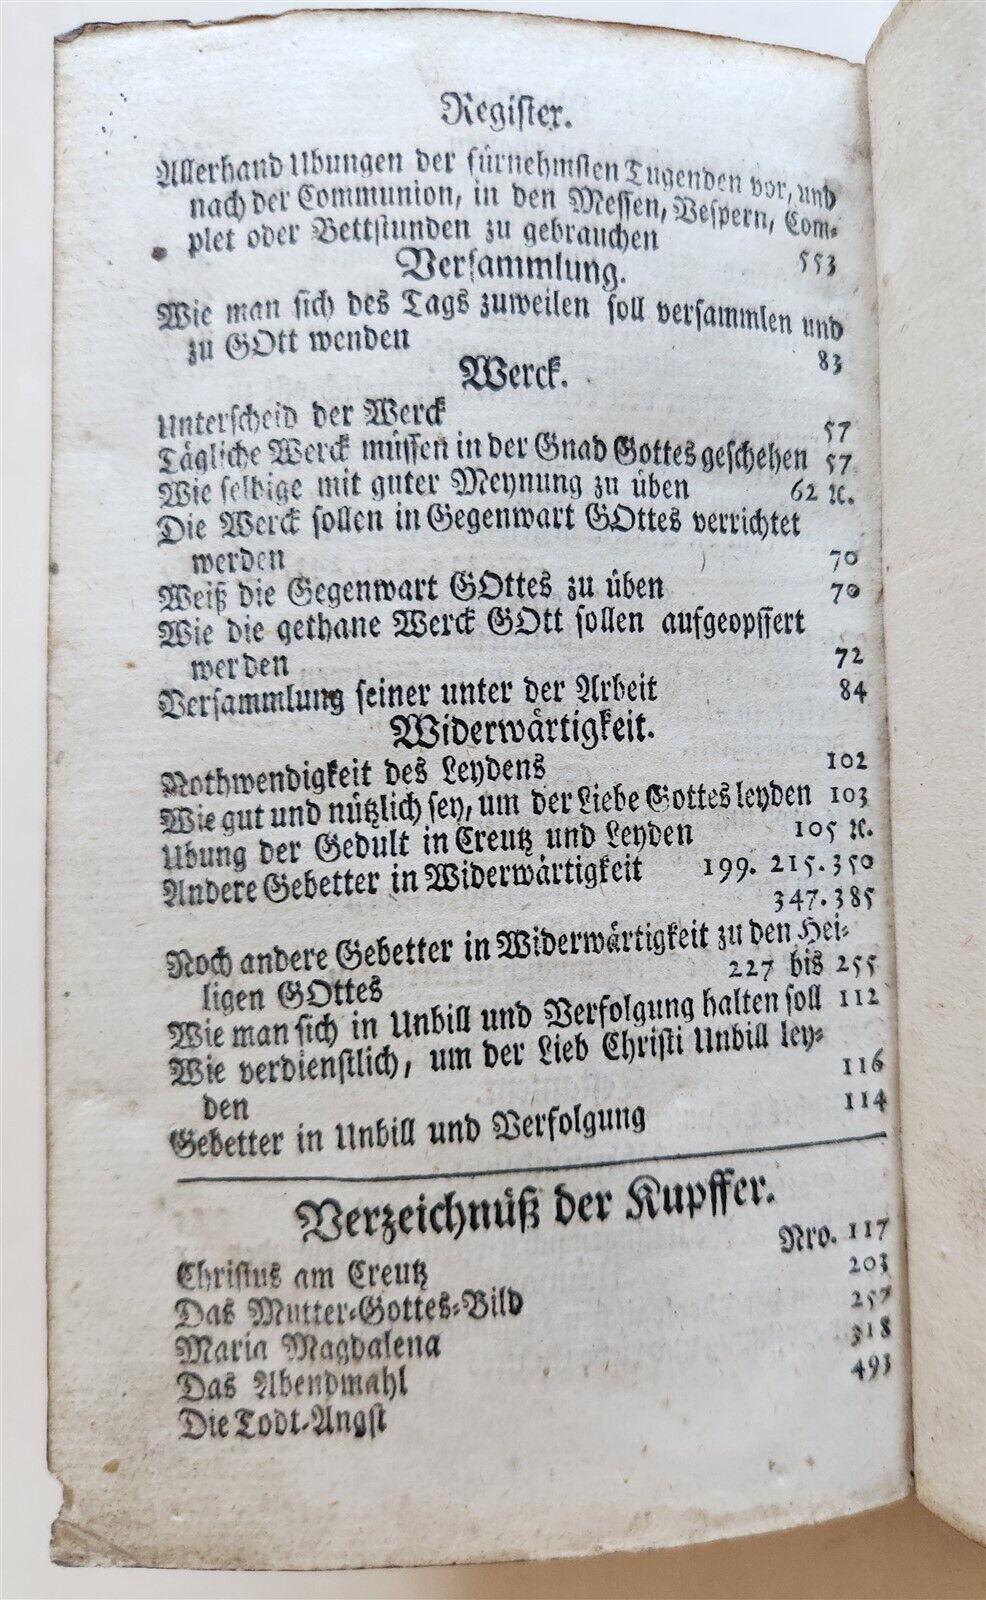 Register.
Allerhand Ubungen der fürnehmsten Tugenden vor, und
nach der Communion, in den Messen, Vespern, Com-
plet oder Bettstunden zu gebrauchen 553
Versammlung.
Wie man sich des Tags zuweilen soll versammlen und
zu GOtt wenden 83
Werck.
Unterscheid der Werck 57
Tägliche Werck müssen in der Gnad Gottes geschehen 57
Wie selbige mit guter Meynung zu üben 62 ꝛc.
Die Werck sollen in Gegenwart GOttes verrichtet
werden 70
Weiß die Gegenwart GOttes zu üben 70
Wie die gethane Werck GOtt sollen aufgeopffert
werden 72
Versammlung seiner unter der Arbeit 84
Widerwärtigkeit.
Nothwendigkeit des Leydens 102
Wie gut und nützlich sey, um der Liebe Gottes leyden 103
Ubung der Gedult in Creutz und Leyden 105 ꝛc.
Andere Gebetter in Widerwärtigkeit 199. 215. 350
347. 385
Noch andere Gebetter in Widerwärtigkeit zu den Hei-
ligen GOttes 227 bis 255
Wie man sich in Unbill und Verfolgung halten soll 112
Wie verdienstlich, um der Lieb Christi Unbill ley-
den 116
Gebetter in Unbill und Verfolgung 114
Verzeichnüß der Kupffer.
Christus am Creutz Nro. 117
Das Mutter-Gottes-Bild 203
Maria Magdalena 257
Das Abendmahl 318
Die Todt-Angst 493